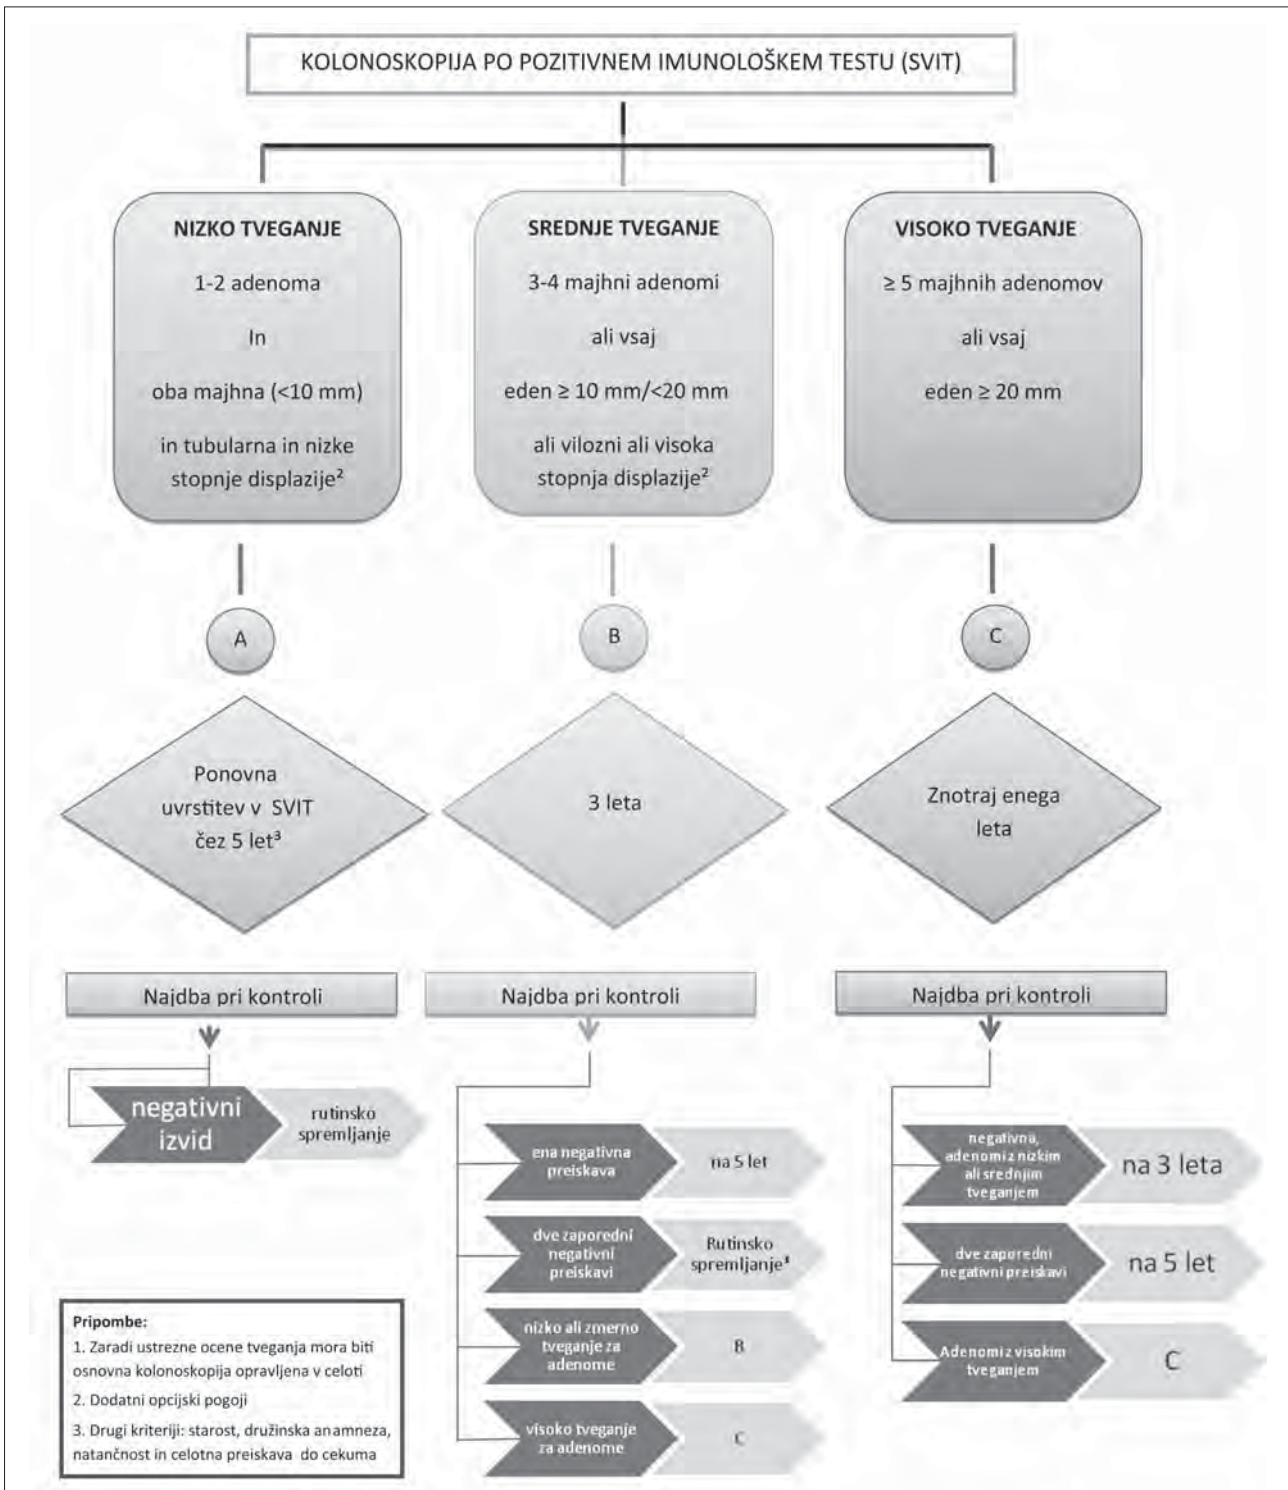 KOLONOSKOPIJA PO POZITIVNEM IMUNOLOŠKEM TESTU (SVIT)
NIZKO TVEGANJE
1-2 adenoma
In
oba majhna (<10 mm)
in tubularna in nizke
stopnje displazije²
SREDNJE TVEGANJE
3-4 majhni adenomi
ali vsaj
eden ≥ 10 mm/<20 mm
ali vilozni ali visoka
stopnja displazije²
VISOKO TVEGANJE
≥ 5 majhnih adenomov
ali vsaj
eden ≥ 20 mm
A
B
C
Ponovna
uvrstitev v SVIT
čez 5 let³
3 leta
Znotraj enega
leta
Najdba pri kontroli
negativni
izvid
rutinsko
spremljanje
Najdba pri kontroli
ena negativna
preiskava
na 5 let
dve zaporedni
negativni
preiskavi
Rutinsko
spremljanje³
nizko ali zmerno
tveganje za
adenome
B
visoko tveganje
za adenome
C
Najdba pri kontroli
negativna,
adenomi z nizkim
ali srednjim
tveganjem
na 3 leta
dve zaporedni
negativni preiskavi
na 5 let
Adenomi z visokim
tveganjem
C
Pripombe:
1. Zaradi ustrezne ocene tveganja mora biti
osnovna kolonoskopija opravljena v celoti
2. Dodatni opcijski pogoji
3. Drugi kriteriji: starost, družinska anamneza,
natančnost in celotna preiskava do cekuma